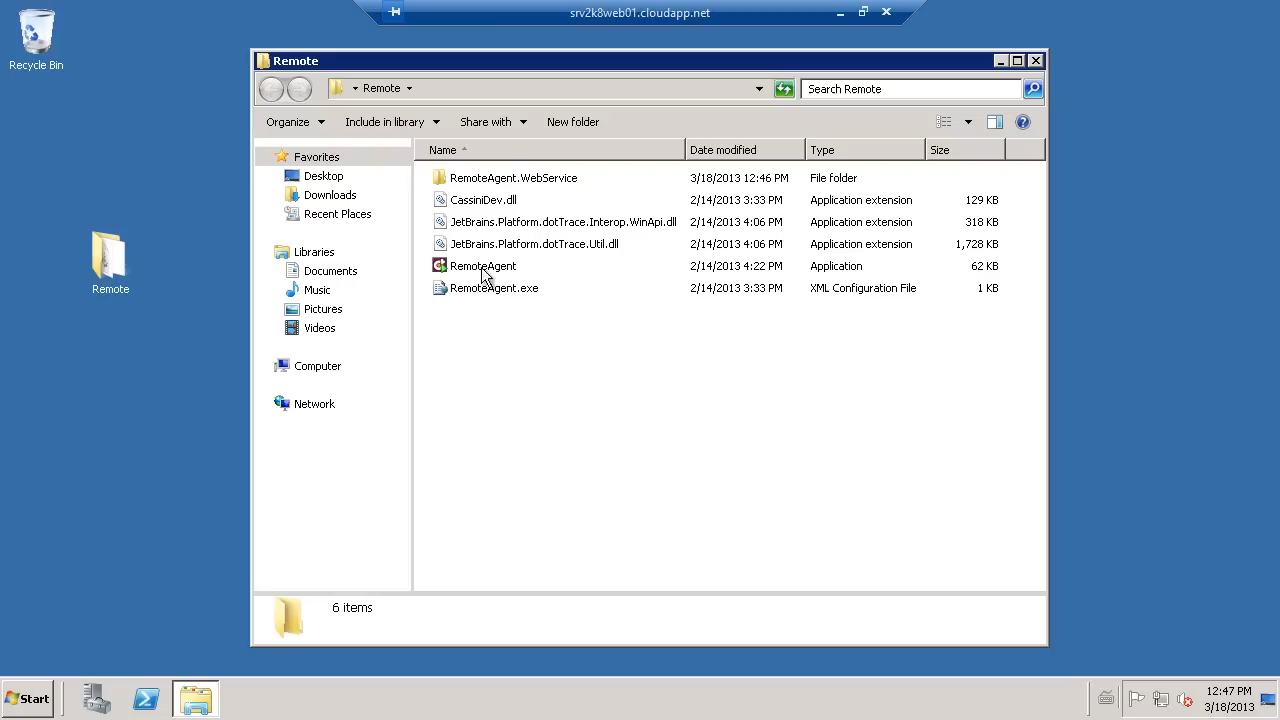 srv2k8web01.cloudapp.net
Recycle Bin
Remote
Remote
Remote
Search Remote
Organize
Include in library
Share with
New folder
Favorites
Desktop
Downloads
Recent Places
Libraries
Documents
Music
Pictures
Videos
Computer
Network
Name Date modified Type Size
RemoteAgent.WebService 3/18/2013 12:46 PM File folder
CassiniDev.dll 2/14/2013 3:33 PM Application extension 129 KB
JetBrains.Platform.dotTrace.Interop.WinApi.dll 2/14/2013 4:06 PM Application extension 318 KB
JetBrains.Platform.dotTrace.Util.dll 2/14/2013 4:06 PM Application extension KB
RemoteAgent 2/14/2013 4:22 PM Application 62 KB
RemoteAgent.exe 2/14/2013 3:33 PM XML Configuration File 1 KB
6 items
Start
12:47 PM
3/18/2013